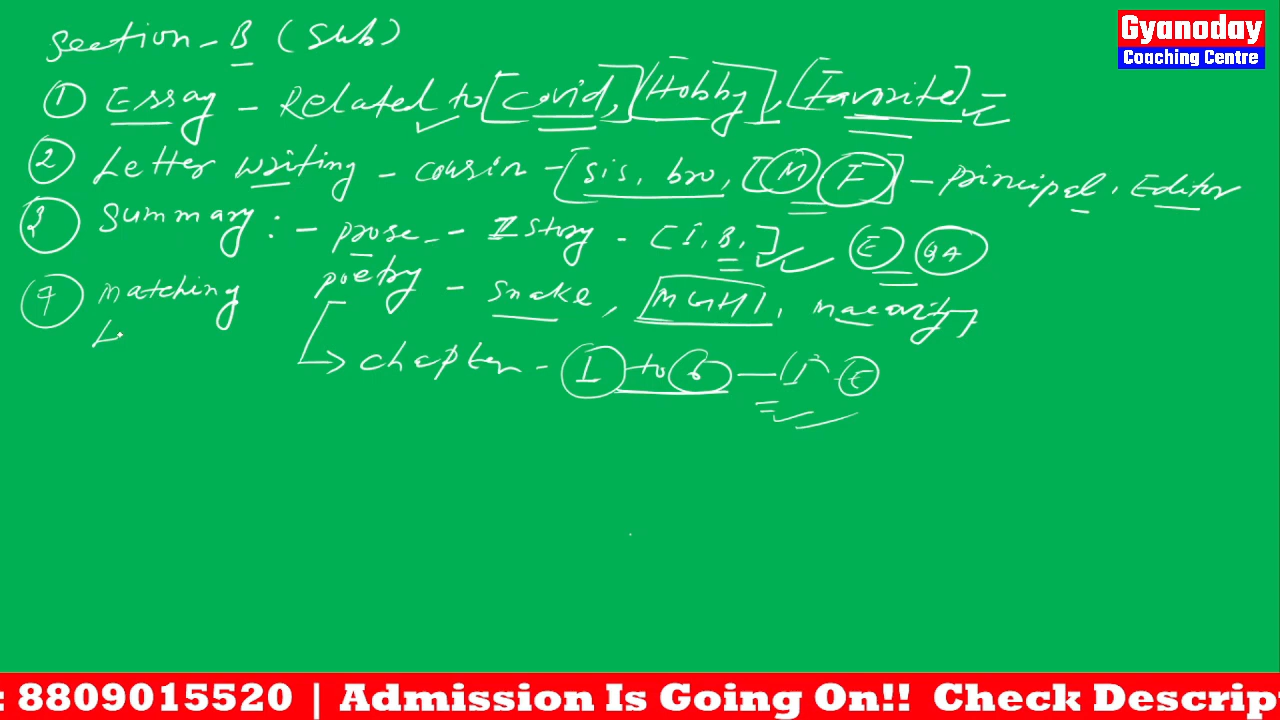 Section - B (Sub)
① Essay - Related to [Covid,] [Hobby], [Favorite] -
② Letter writing - cousin - [sis, bro, [M F] - principal, Editor
③ Summary : - prose - story - [I, B,] E QA
poetry - snake, [MGHI],
④ matching
→ chapter - 1 to 6 - (I) E
Gyanoday
Coaching Centre
: 8809015520 | Admission Is Going On!! Check Descrip